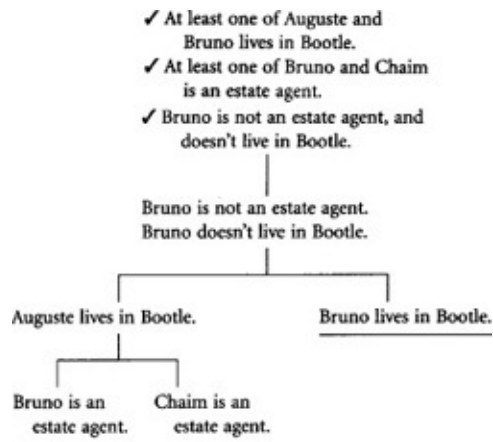 ✓ At least one of Auguste and
Bruno lives in Bootle.
✓ At least one of Bruno and Chaim
is an estate agent.
✓ Bruno is not an estate agent, and
doesn't live in Bootle.
Bruno is not an estate agent.
Bruno doesn't live in Bootle.
Auguste lives in Bootle.
Bruno lives in Bootle.
Bruno is an
estate agent.
Chaim is an
estate agent.